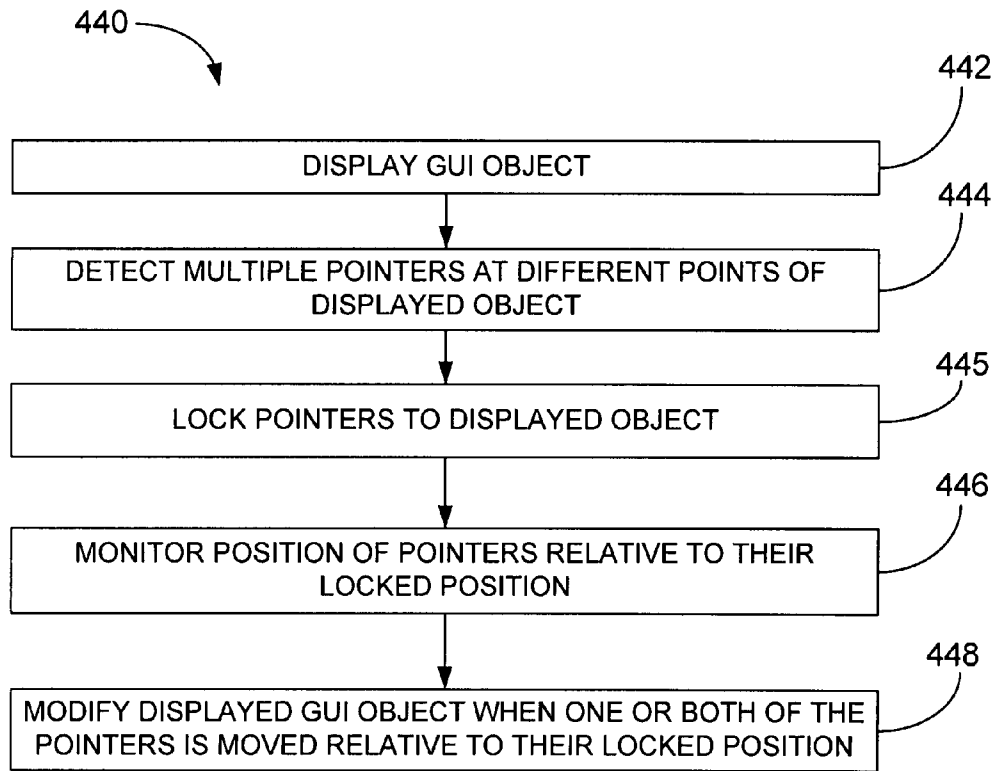 440
442
DISPLAY GUI OBJECT
444
DETECT MULTIPLE POINTERS AT DIFFERENT POINTS OF
DISPLAYED OBJECT
445
LOCK POINTERS TO DISPLAYED OBJECT
446
MONITOR POSITION OF POINTERS RELATIVE TO THEIR
LOCKED POSITION
448
MODIFY DISPLAYED GUI OBJECT WHEN ONE OR BOTH OF THE
POINTERS IS MOVED RELATIVE TO THEIR LOCKED POSITION